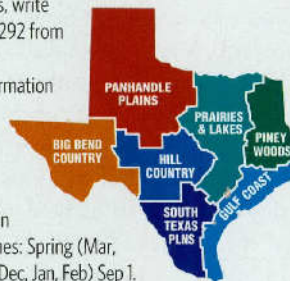 s, write
292 from
rmation
n
nes: Spring (Mar,
Dec, Jan, Feb) Sep 1.
PANHANDLE
PLAINS
PRAIRIES
& LAKES
PINEY
WOODS
BIG BEND
COUNTRY
HILL
COUNTRY
GULF COAST
SOUTH
TEXAS
PLNS